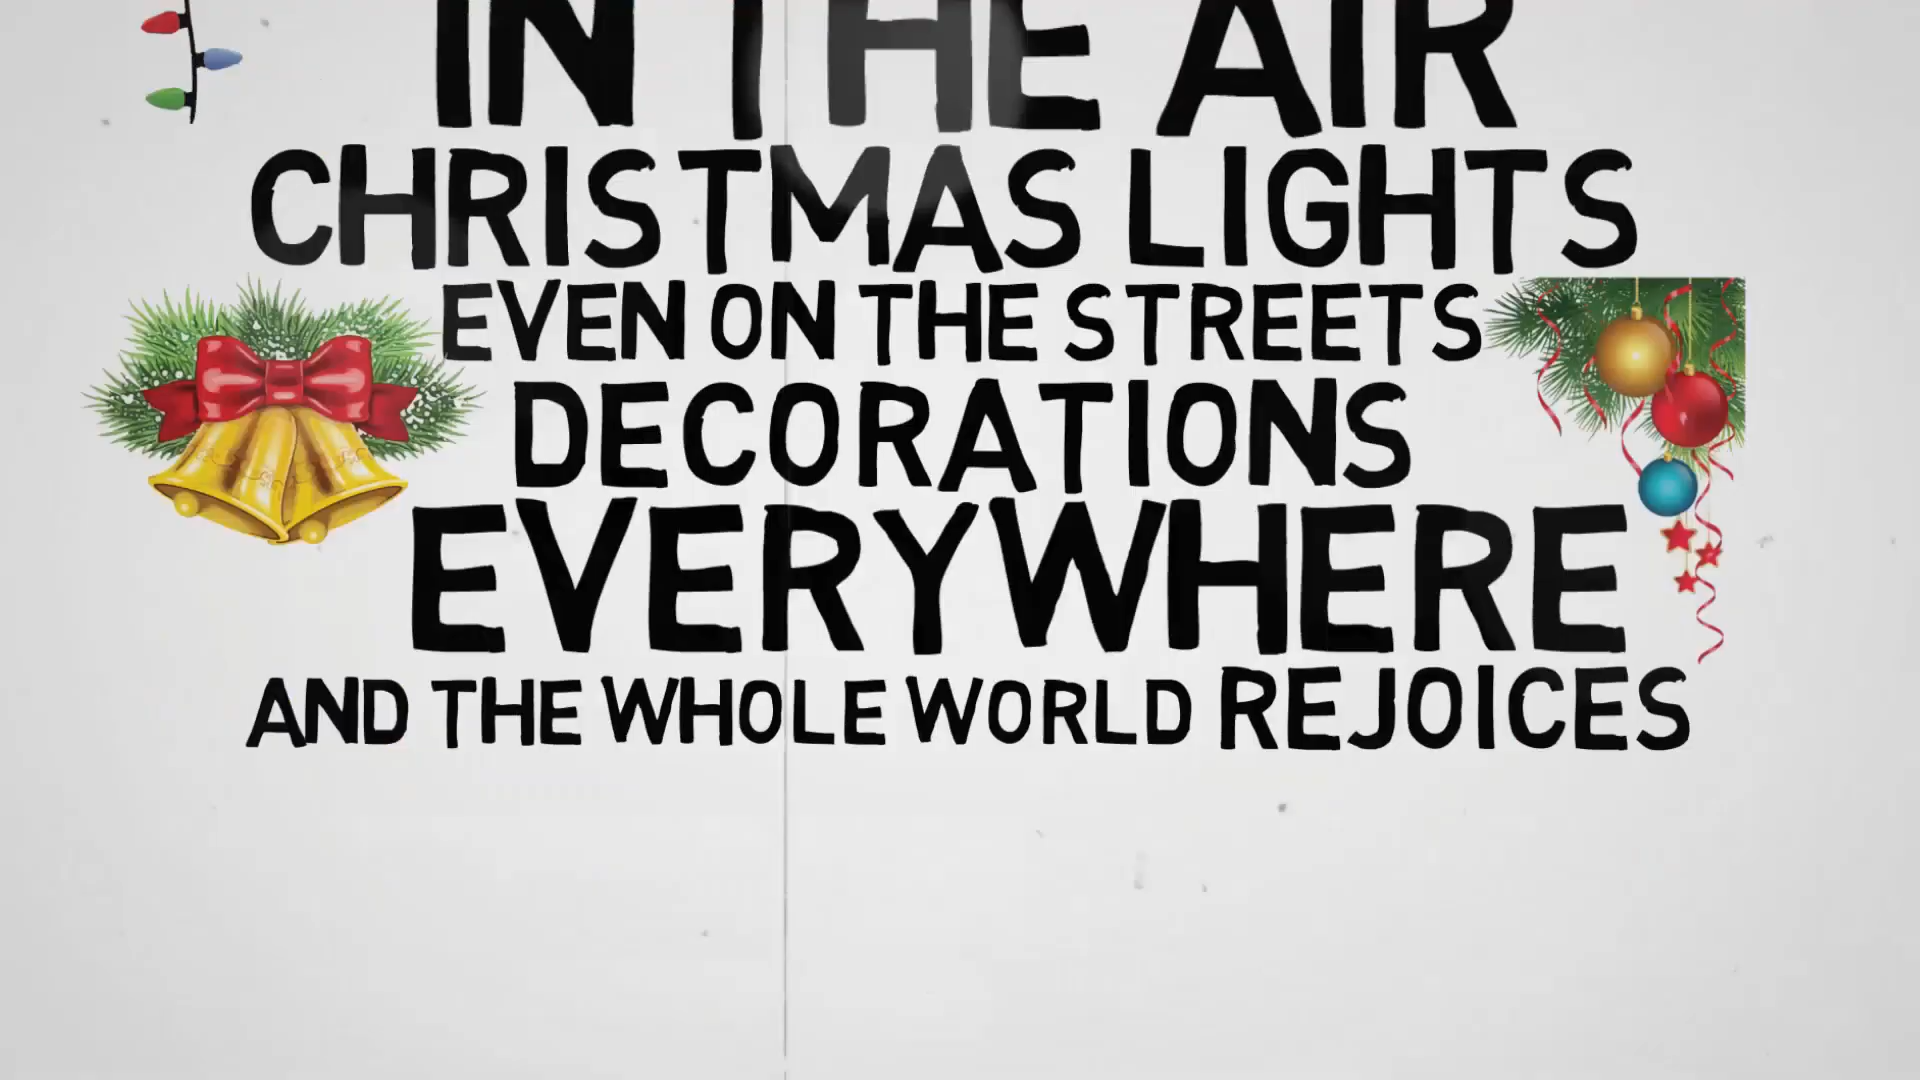 IN THE AIR
CHRISTMAS LIGHTS
EVEN ON THE STREETS
DECORATIONS
EVERYWHERE
AND THE WHOLE WORLD REJOICES